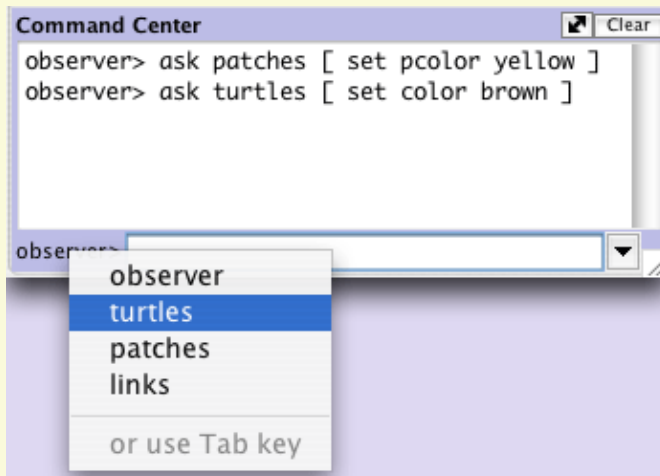 Command Center Clear
observer> ask patches [ set pcolor yellow ]
observer> ask turtles [ set color brown ]
observer>
observer
turtles
patches
links
or use Tab key